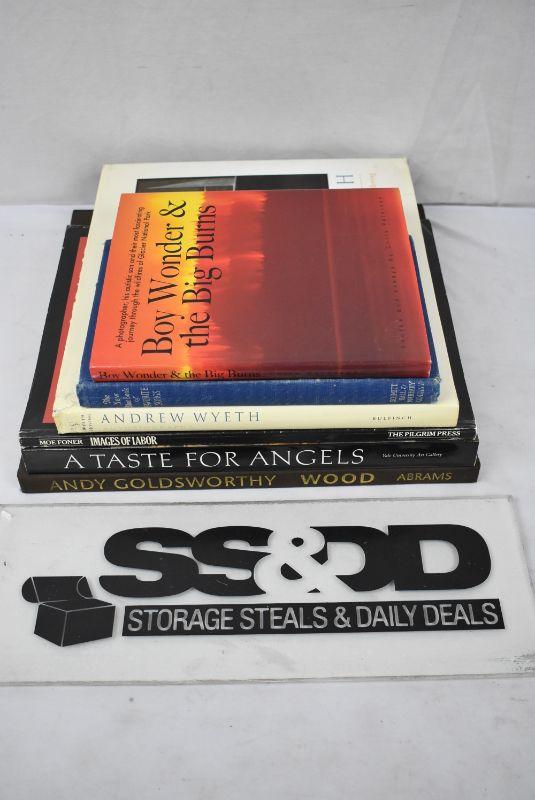 A photographer, his autistic son and their most fascinating
journey through the wildfires of Glacier National Park
Boy Wonder &
the Big Burns
Boy Wonder & the Big Burns
H
ANDREW WYETH
BULFINCH
MOE FONER IMAGES OF LABOR THE PILGRIM PRESS
A TASTE FOR ANGELS Yale University Art Gallery
ANDY GOLDSWORTHY WOOD ABRAMS
SS&DD
STORAGE STEALS & DAILY DEALS